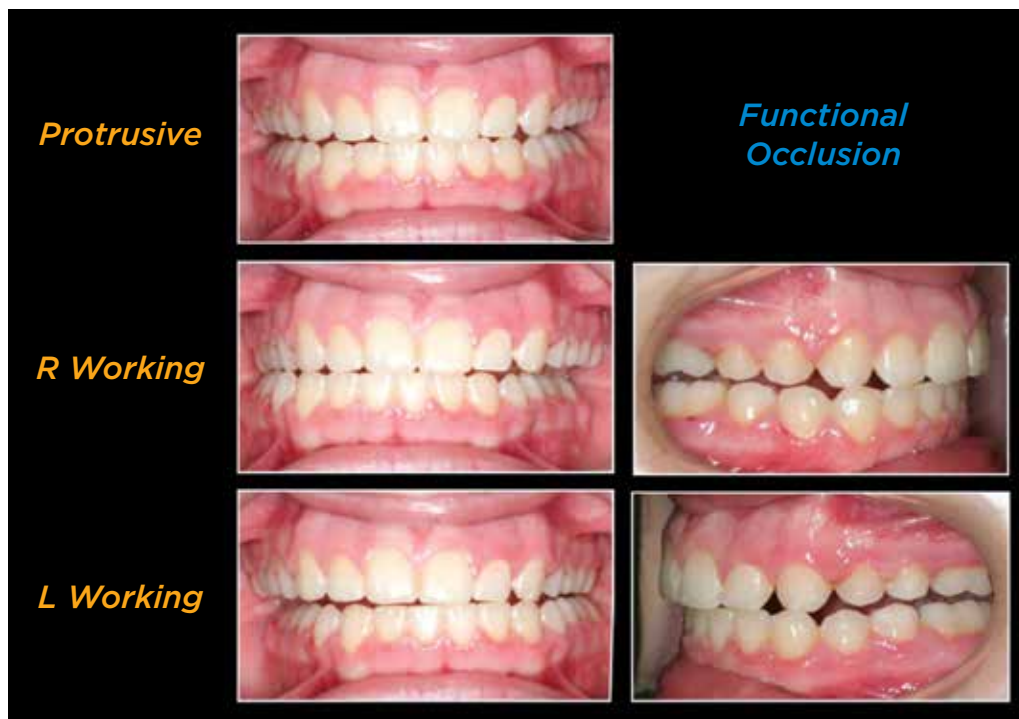 Protrusive
Functional
Occlusion
R Working
L Working